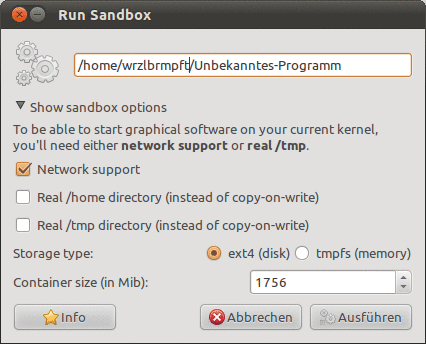 Run Sandbox
/home/wrzlbrmpft/Unbekanntes-Programm
Show sandbox options
To be able to start graphical software on your current kernel,
you'll need either network support or real /tmp.
Network support
Real /home directory (instead of copy-on-write)
Real /tmp directory (instead of copy-on-write)
Storage type: ext4 (disk) tmpfs (memory)
Container size (in Mib): 1756
Info Abbrechen Ausführen